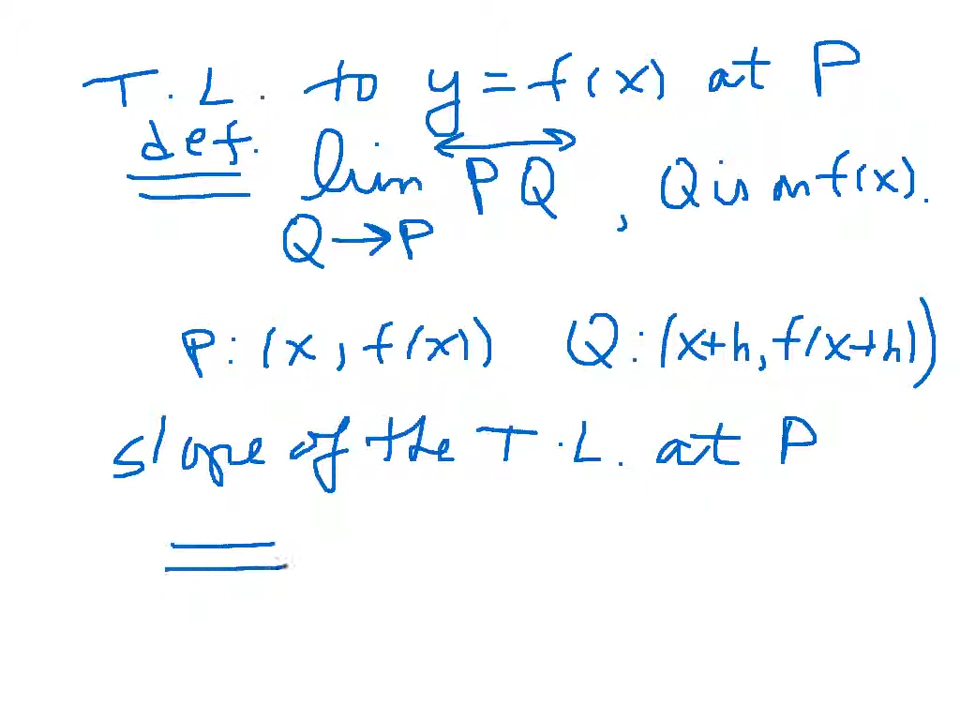 T.L. to y = f(x) at P
def. lim PQ, Q is on f(x).
Q→P
P: (x, f(x)) Q: (x+h, f(x+h))
slope of the T.L. at P
=